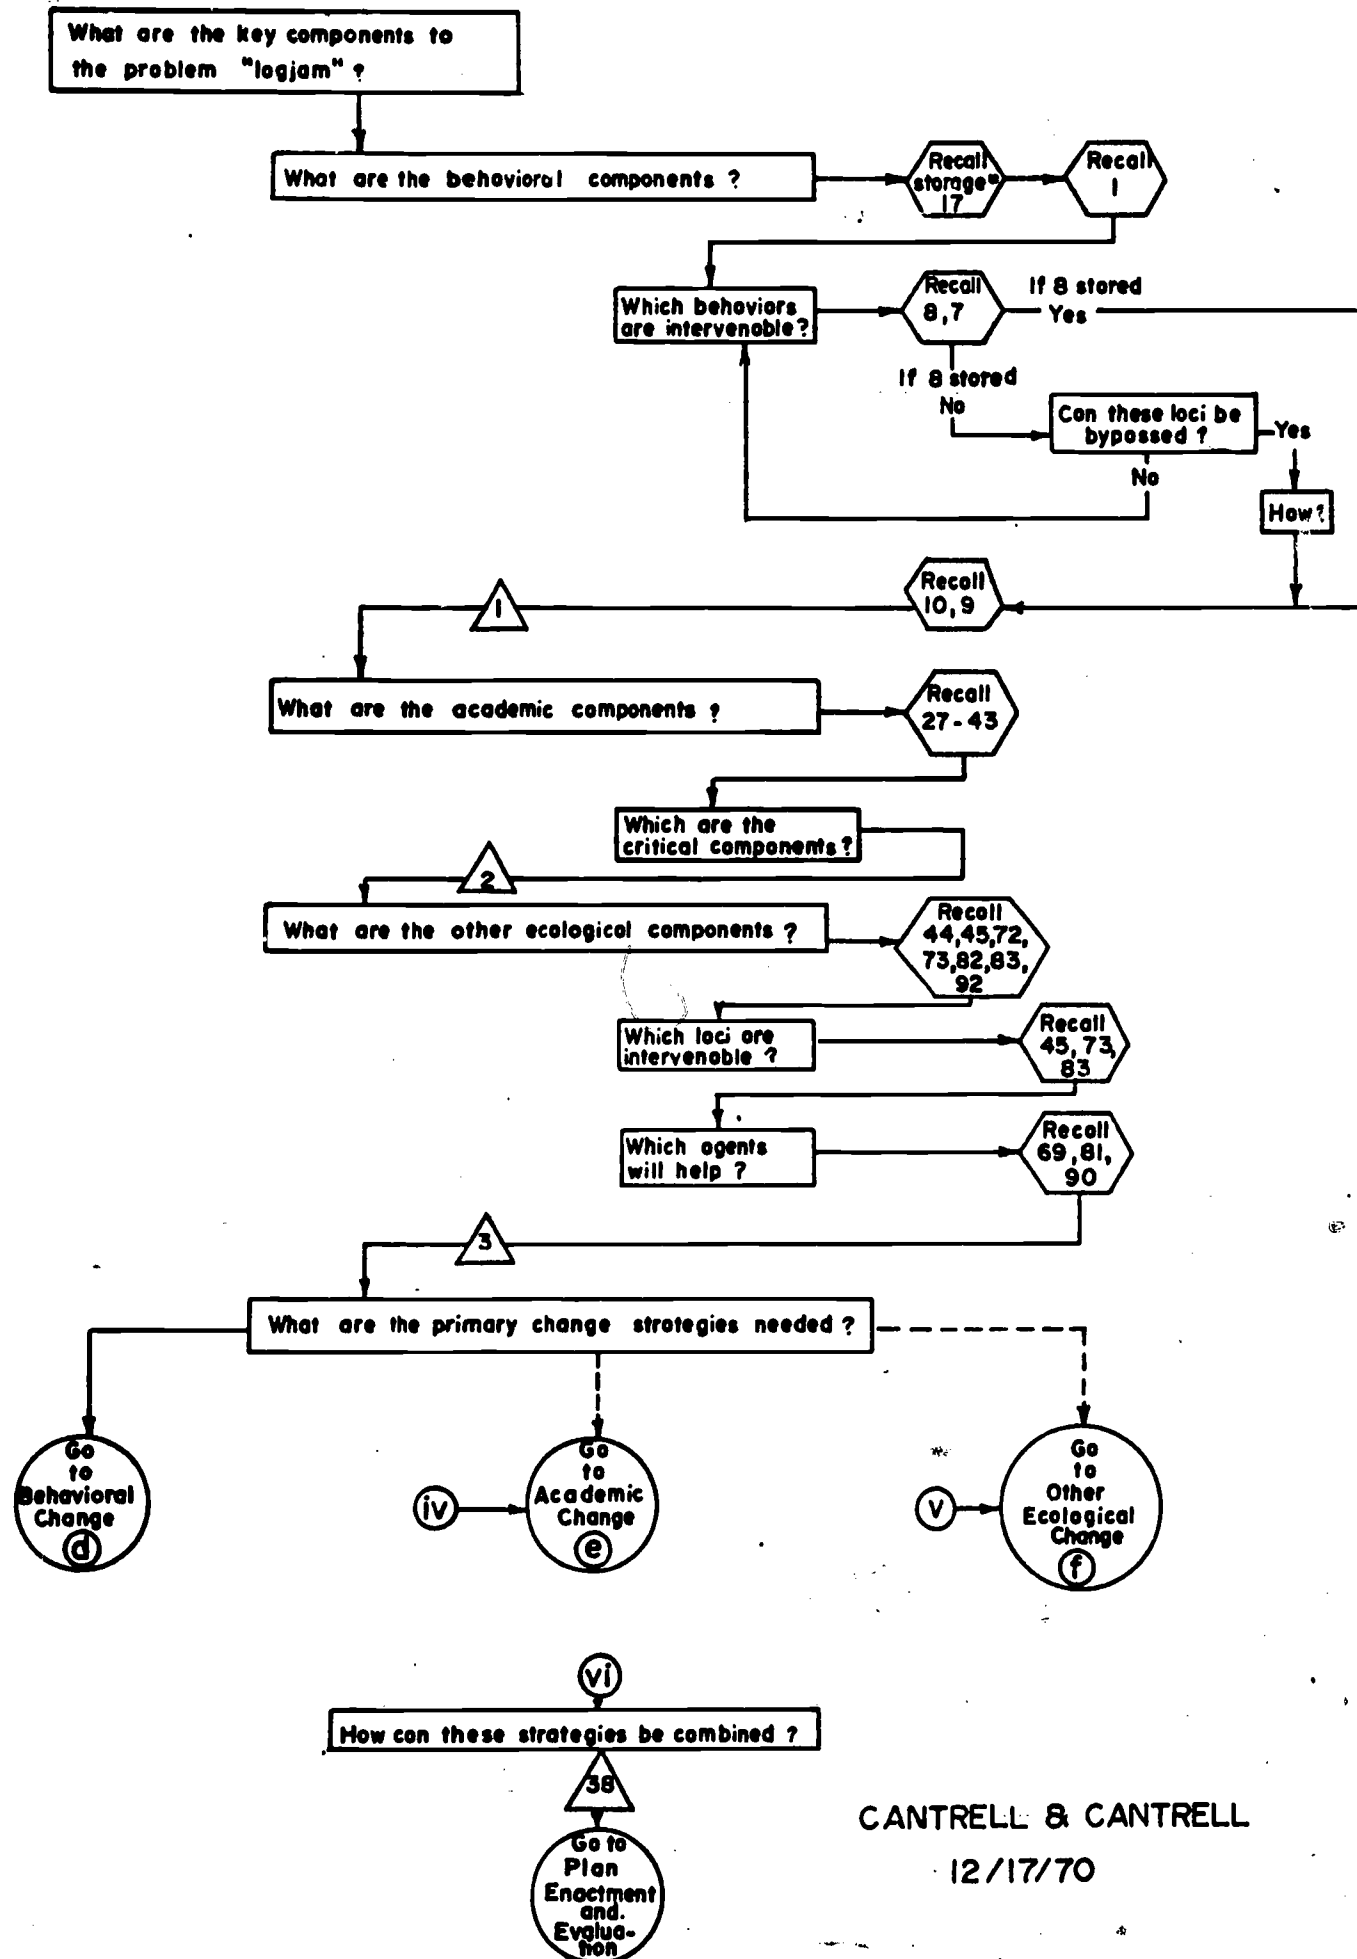 What are the key components to
the problem "logjam" ?
What are the behavioral components ?
Recall
storage*
17
Recall
1
Which behaviors
are intervenable?
Recall
8,7
If 8 stored
Yes
If 8 stored
No
Can these loci be
bypassed ?
Yes
No
How?
Recall
10,9
1
What are the academic components ?
Recall
27-43
Which are the
critical components?
2
What are the other ecological components ?
Recall
44,45,72,
73,82,83,
92
Which loci are
intervenable ?
Recall
45, 73,
83
Which agents
will help ?
Recall
69,81,
90
3
What are the primary change strategies needed ?
Go
to
Behavioral
Change
d
iv
Go
to
Academic
Change
e
v
Go
to
Other
Ecological
Change
f
vi
How can these strategies be combined ?
38
Go to
Plan
Enactment
and.
Evalua-
tion
CANTRELL & CANTRELL
12/17/70